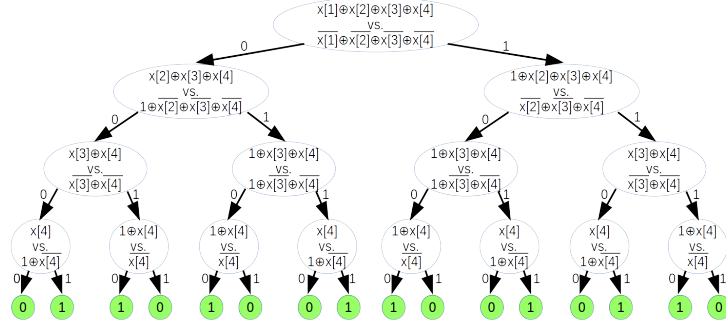 x[1]⊕x[2]⊕x[3]⊕x[4]
vs.
x̅[̅1̅]̅⊕x̅[̅2̅]̅⊕x̅[̅3̅]̅⊕x̅[̅4̅]̅
0
1
x[2]⊕x[3]⊕x[4]
vs.
1⊕x̅[̅2̅]̅⊕x̅[̅3̅]̅⊕x̅[̅4̅]̅
1⊕x[2]⊕x[3]⊕x[4]
vs.
x̅[̅2̅]̅⊕x̅[̅3̅]̅⊕x̅[̅4̅]̅
0
1
0
1
x[3]⊕x[4]
vs.
x̅[̅3̅]̅⊕x̅[̅4̅]̅
1⊕x[3]⊕x[4]
vs.
1⊕x̅[̅3̅]̅⊕x̅[̅4̅]̅
1⊕x[3]⊕x[4]
vs.
1⊕x̅[̅3̅]̅⊕x̅[̅4̅]̅
x[3]⊕x[4]
vs.
x̅[̅3̅]̅⊕x̅[̅4̅]̅
0
1
0
1
0
1
0
1
x[4]
vs.
1⊕x̅[̅4̅]̅
1⊕x[4]
vs.
x̅[̅4̅]̅
1⊕x[4]
vs.
x̅[̅4̅]̅
x[4]
vs.
1⊕x̅[̅4̅]̅
1⊕x[4]
vs.
x̅[̅4̅]̅
x[4]
vs.
1⊕x̅[̅4̅]̅
x[4]
vs.
1⊕x̅[̅4̅]̅
1⊕x[4]
vs.
x̅[̅4̅]̅
0
1
0
1
0
1
0
1
0
1
0
1
0
1
0
1
0
1
1
0
1
0
0
1
1
0
0
1
0
1
1
0